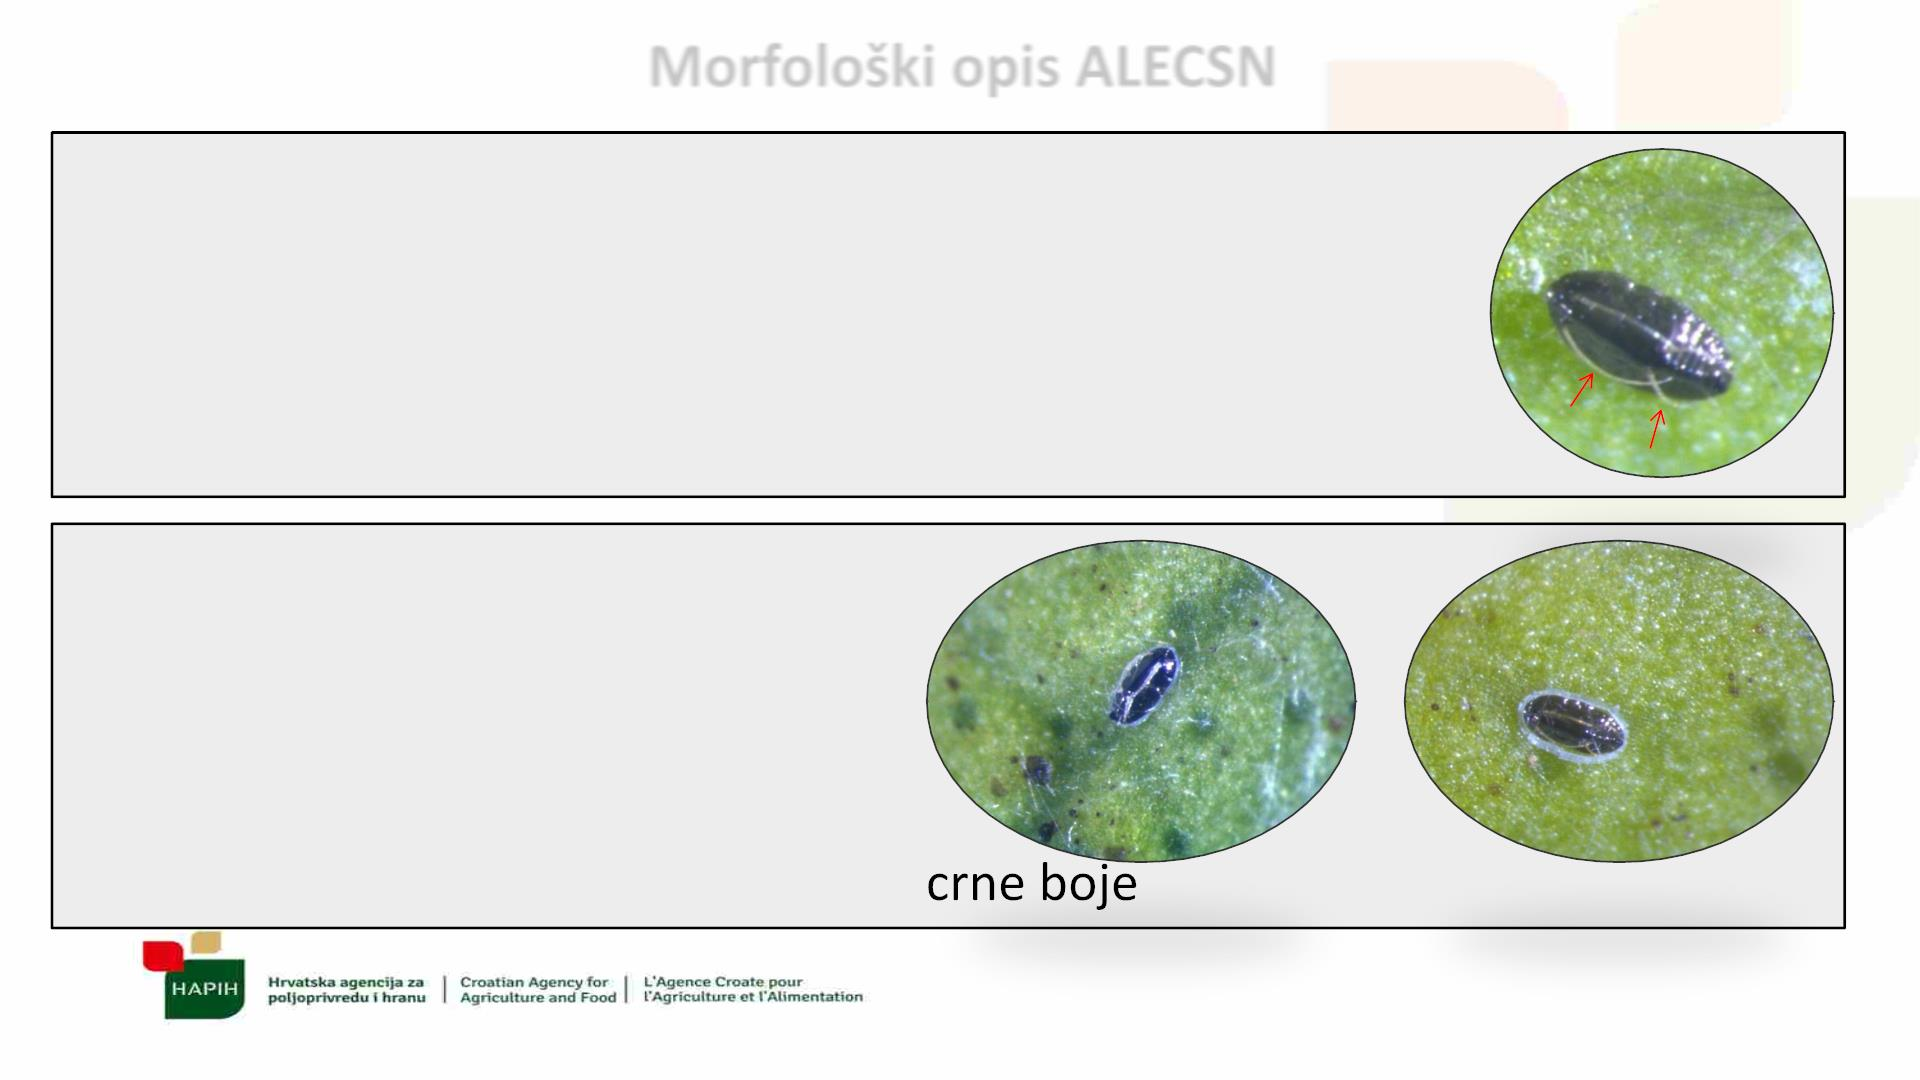 Morfološki opis ALECSN
crne boje
HAPIH
Hrvatska agencija za
poljoprivredu i hranu
Croatian Agency for
Agriculture and Food
L'Agence Croate pour
l'Agriculture et l'Alimentation